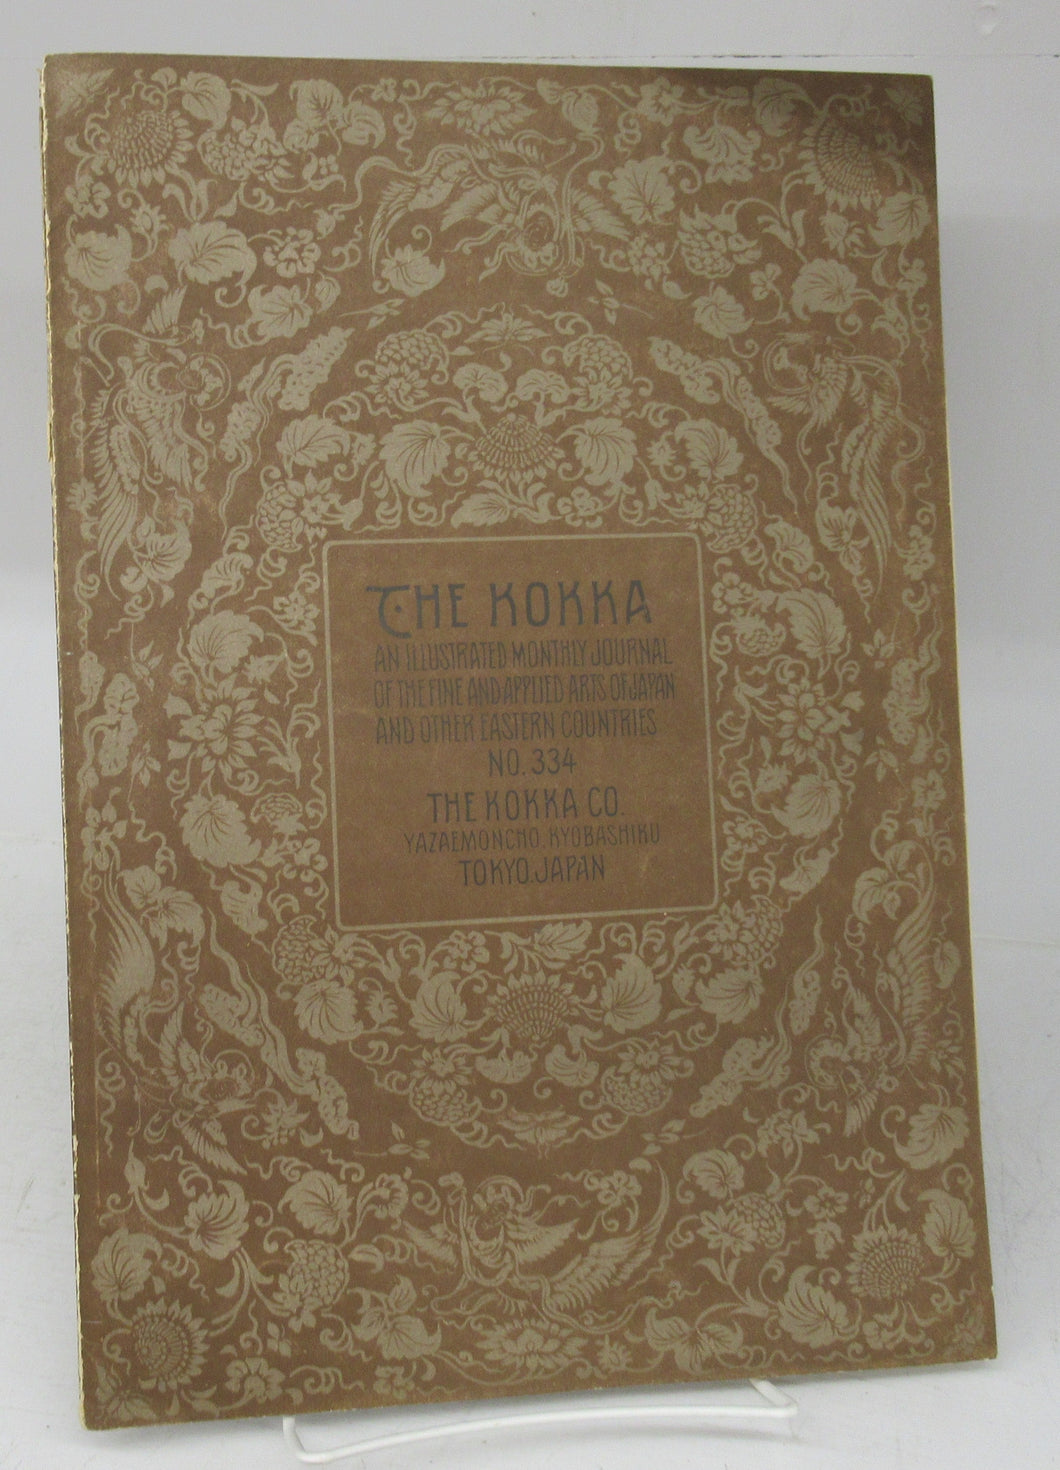 THE KOKKA
AN ILLUSTRATED MONTHLY JOURNAL
OF THE FINE AND APPLIED ARTS OF JAPAN
AND OTHER EASTERN COUNTRIES
NO. 334
THE KOKKA CO.
YAZAEMONCHO, KYOBASHIKU
TOKYO. JAPAN